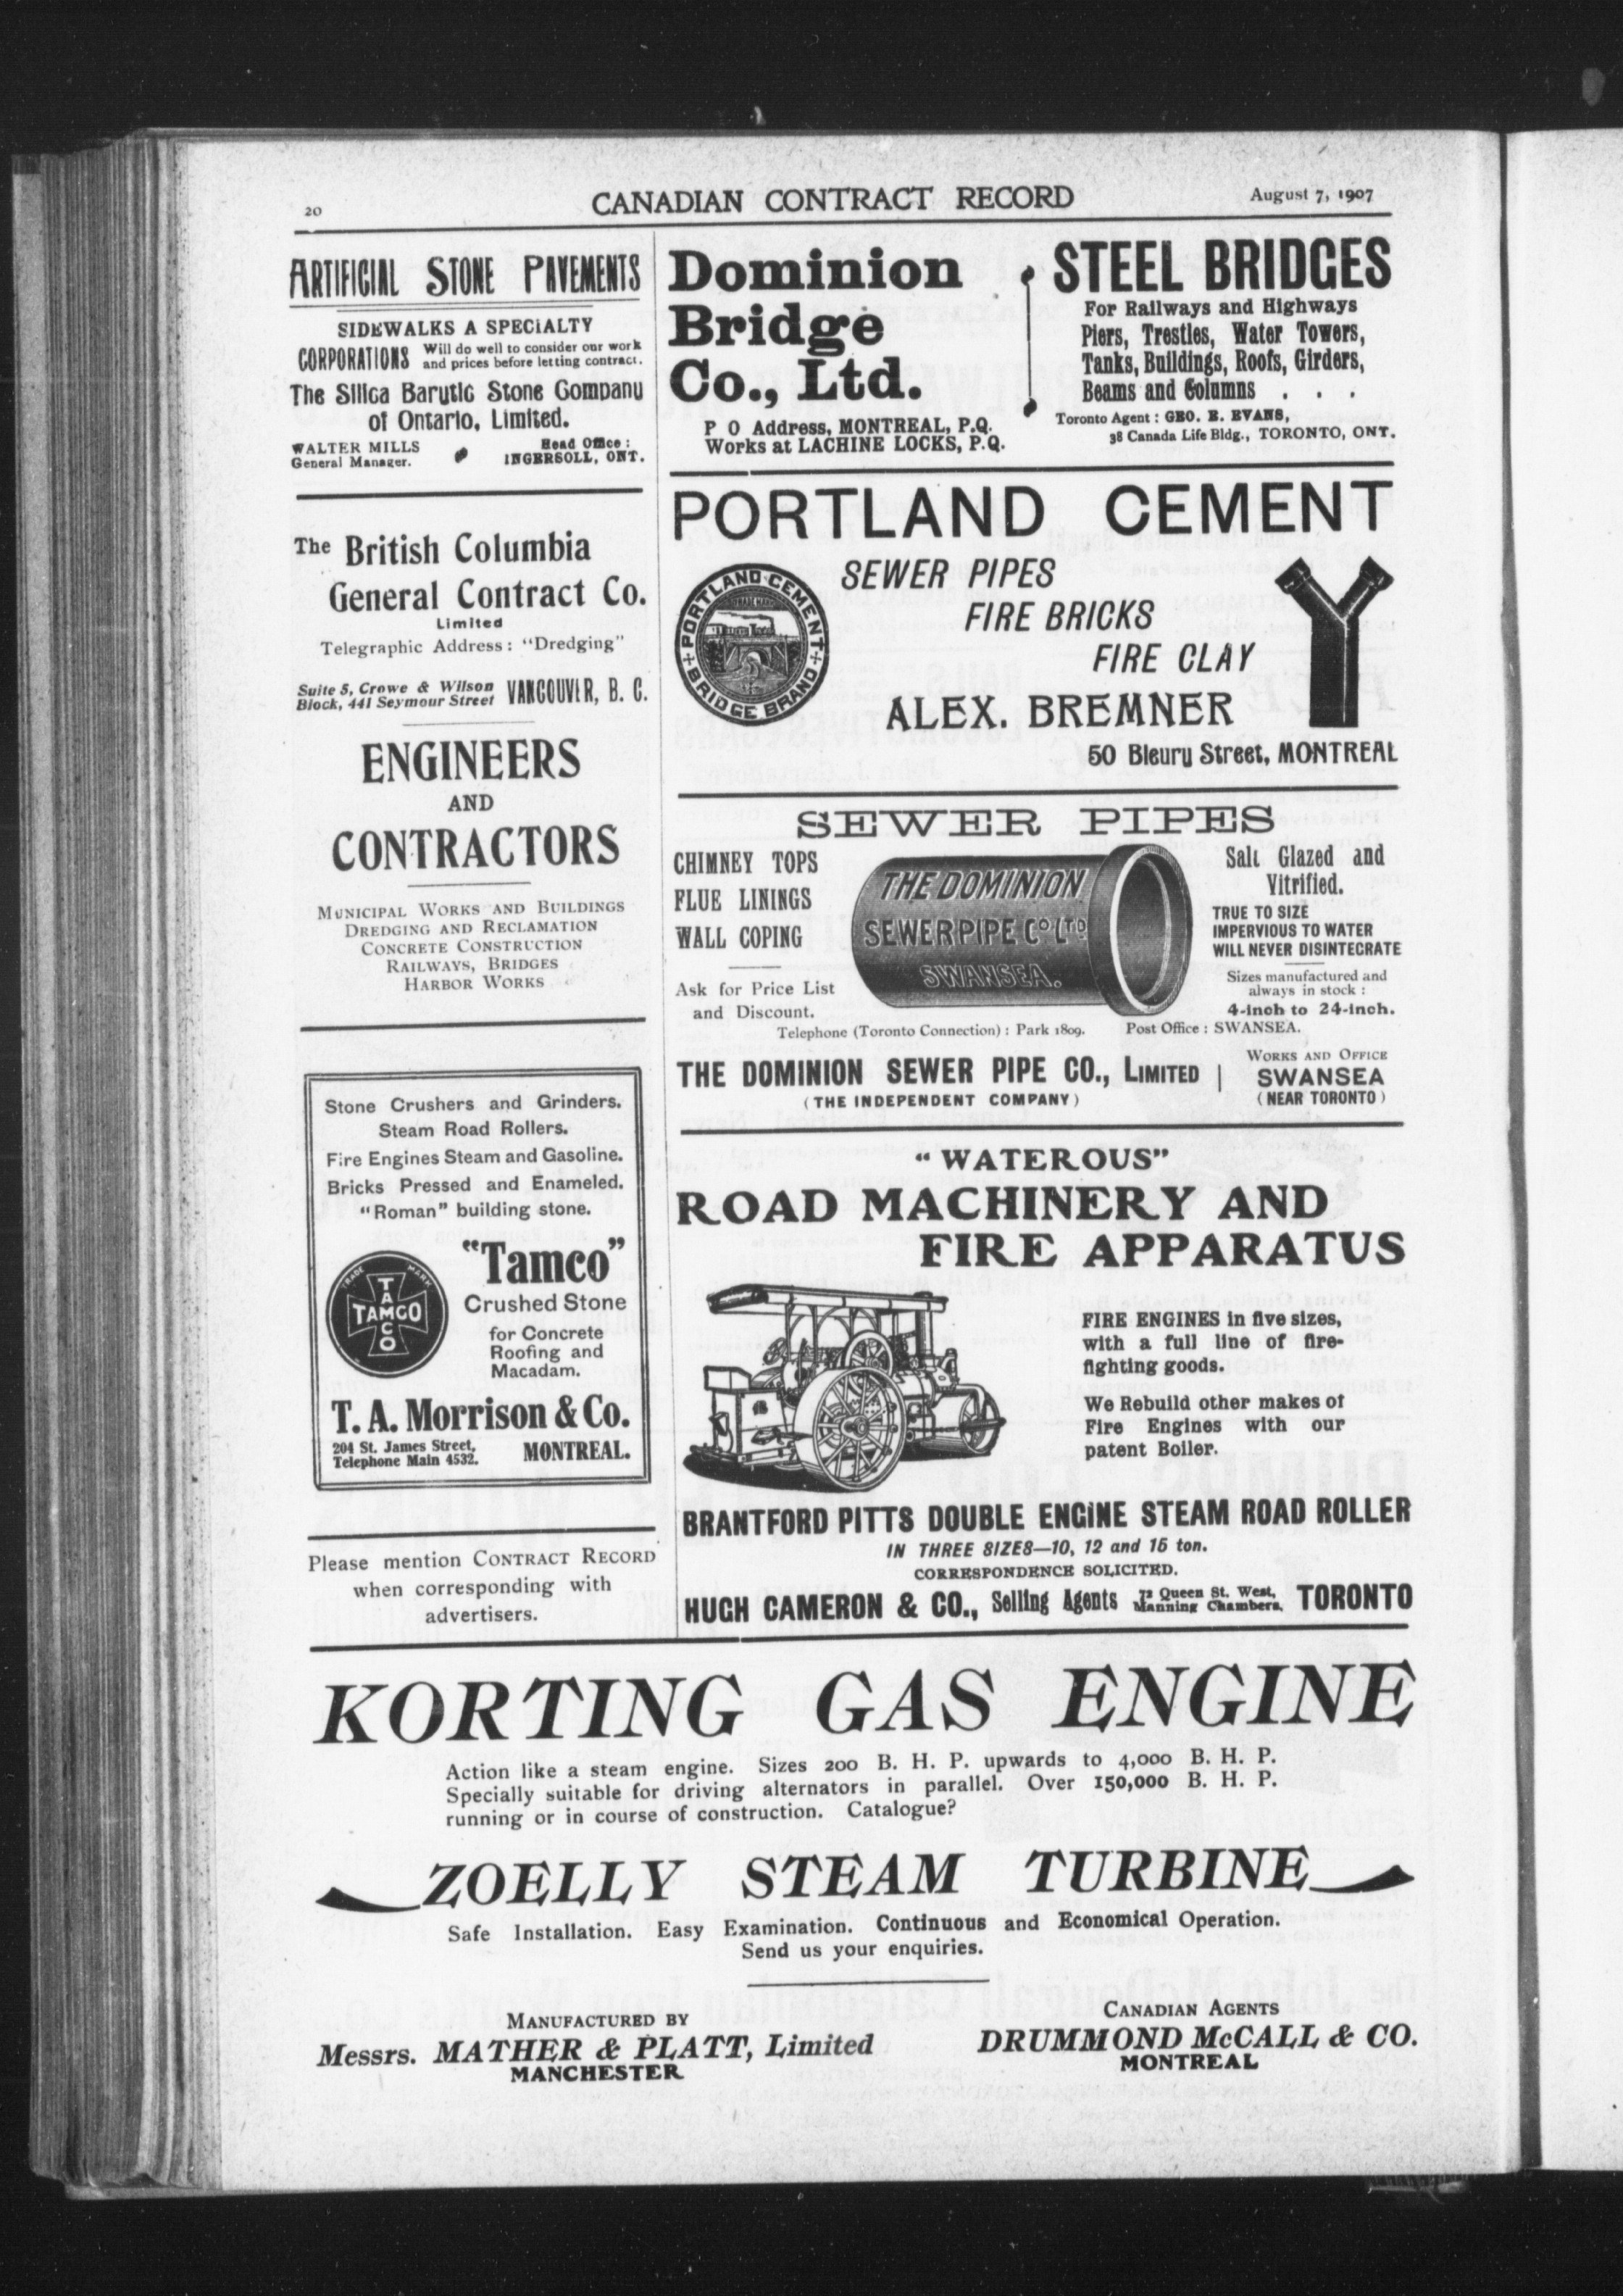 20
CANADIAN CONTRACT RECORD
August 7, 1907
ARTIFICIAL STONE PAVEMENTS
SIDEWALKS A SPECIALTY
CORPORATIONS Will do well to consider our work
and prices before letting contract.
The Silica Barytic Stone Company
of Ontario, Limited.
WALTER MILLS
General Manager.
Head Office:
INGERSOLL, ONT.
The British Columbia
General Contract Co.
Limited
Telegraphic Address: "Dredging"
Suite 5, Crowe & Wilson
Block, 441 Seymour Street
VANCOUVER, B. C.
ENGINEERS
AND
CONTRACTORS
MUNICIPAL WORKS AND BUILDINGS
DREDGING AND RECLAMATION
CONCRETE CONSTRUCTION
RAILWAYS, BRIDGES
HARBOR WORKS
Stone Crushers and Grinders.
Steam Road Rollers.
Fire Engines Steam and Gasoline.
Bricks Pressed and Enameled.
"Roman" building stone.
TRADE MARK
TAMCO
TAMCO
"Tamco"
Crushed Stone
for Concrete
Roofing and
Macadam.
T. A. Morrison & Co.
204 St. James Street,
Telephone Main 4532.
MONTREAL.
Please mention CONTRACT RECORD
when corresponding with
advertisers.
Dominion
Bridge
Co., Ltd.
P O Address, MONTREAL, P.Q.
Works at LACHINE LOCKS, P.Q.
STEEL BRIDGES
For Railways and Highways
Piers, Trestles, Water Towers,
Tanks, Buildings, Roofs, Girders,
Beams and Columns . . .
Toronto Agent: GEO. E. EVANS,
38 Canada Life Bldg., TORONTO, ONT.
PORTLAND CEMENT
PORTLAND CEMENT
TRADE MARK
BRIDGE BRAND
SEWER PIPES
FIRE BRICKS
FIRE CLAY
ALEX. BREMNER
50 Bleury Street, MONTREAL
SEWER PIPES
CHIMNEY TOPS
FLUE LININGS
WALL COPING
Ask for Price List
and Discount.
THE DOMINION
SEWER PIPE Co LTD
SWANSEA.
Salt Glazed and
Vitrified.
TRUE TO SIZE
IMPERVIOUS TO WATER
WILL NEVER DISINTEGRATE
Sizes manufactured and
always in stock:
4-inch to 24-inch.
Telephone (Toronto Connection): Park 1809. Post Office: SWANSEA.
THE DOMINION SEWER PIPE CO., LIMITED
(THE INDEPENDENT COMPANY)
WORKS AND OFFICE
SWANSEA
(NEAR TORONTO)
"WATEROUS"
ROAD MACHINERY AND
FIRE APPARATUS
FIRE ENGINES in five sizes,
with a full line of fire-
fighting goods.
We Rebuild other makes of
Fire Engines with our
patent Boiler.
BRANTFORD PITTS DOUBLE ENGINE STEAM ROAD ROLLER
IN THREE SIZES—10, 12 and 15 ton.
CORRESPONDENCE SOLICITED.
HUGH CAMERON & CO., Selling Agents 72 Queen St. West, Manning Chambers, TORONTO
KORTING GAS ENGINE
Action like a steam engine. Sizes 200 B. H. P. upwards to 4,000 B. H. P.
Specially suitable for driving alternators in parallel. Over 150,000 B. H. P.
running or in course of construction. Catalogue?
ZOELLY STEAM TURBINE
Safe Installation. Easy Examination. Continuous and Economical Operation.
Send us your enquiries.
MANUFACTURED BY
Messrs. MATHER & PLATT, Limited
MANCHESTER
CANADIAN AGENTS
DRUMMOND McCALL & CO.
MONTREAL